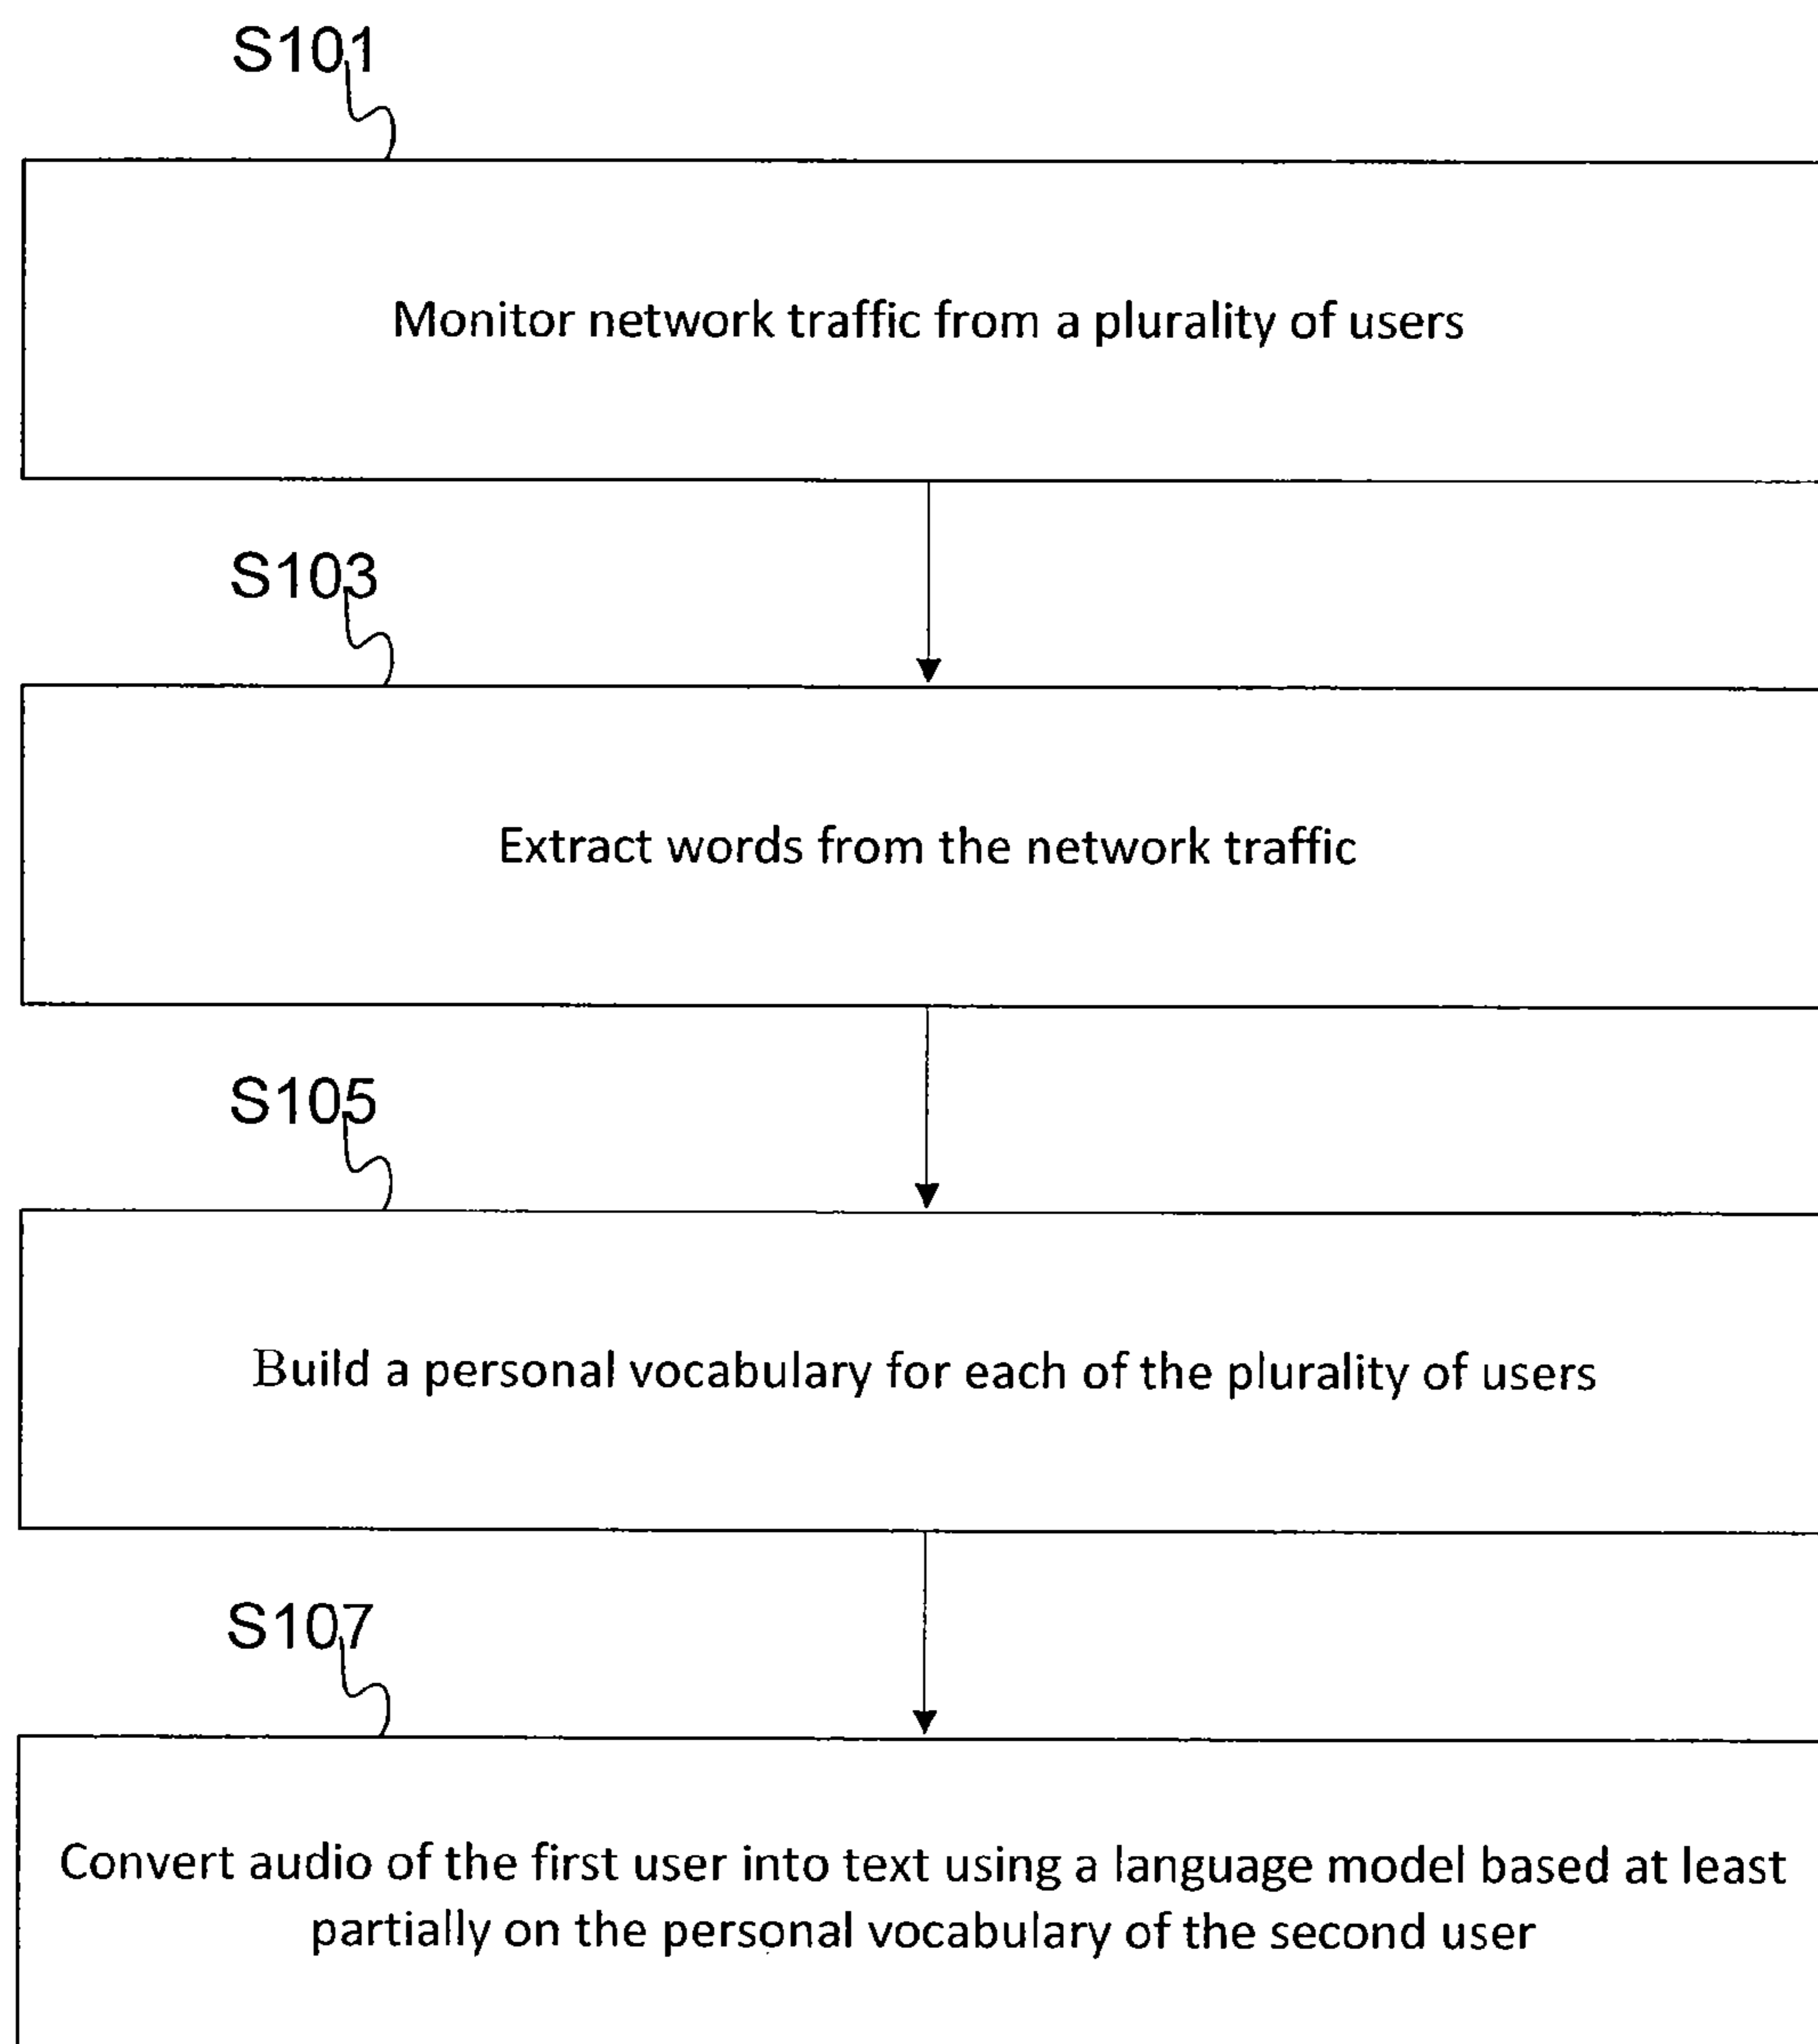 S101
Monitor network traffic from a plurality of users
S103
Extract words from the network traffic
S105
Build a personal vocabulary for each of the plurality of users
S107
Convert audio of the first user into text using a language model based at least
partially on the personal vocabulary of the second user